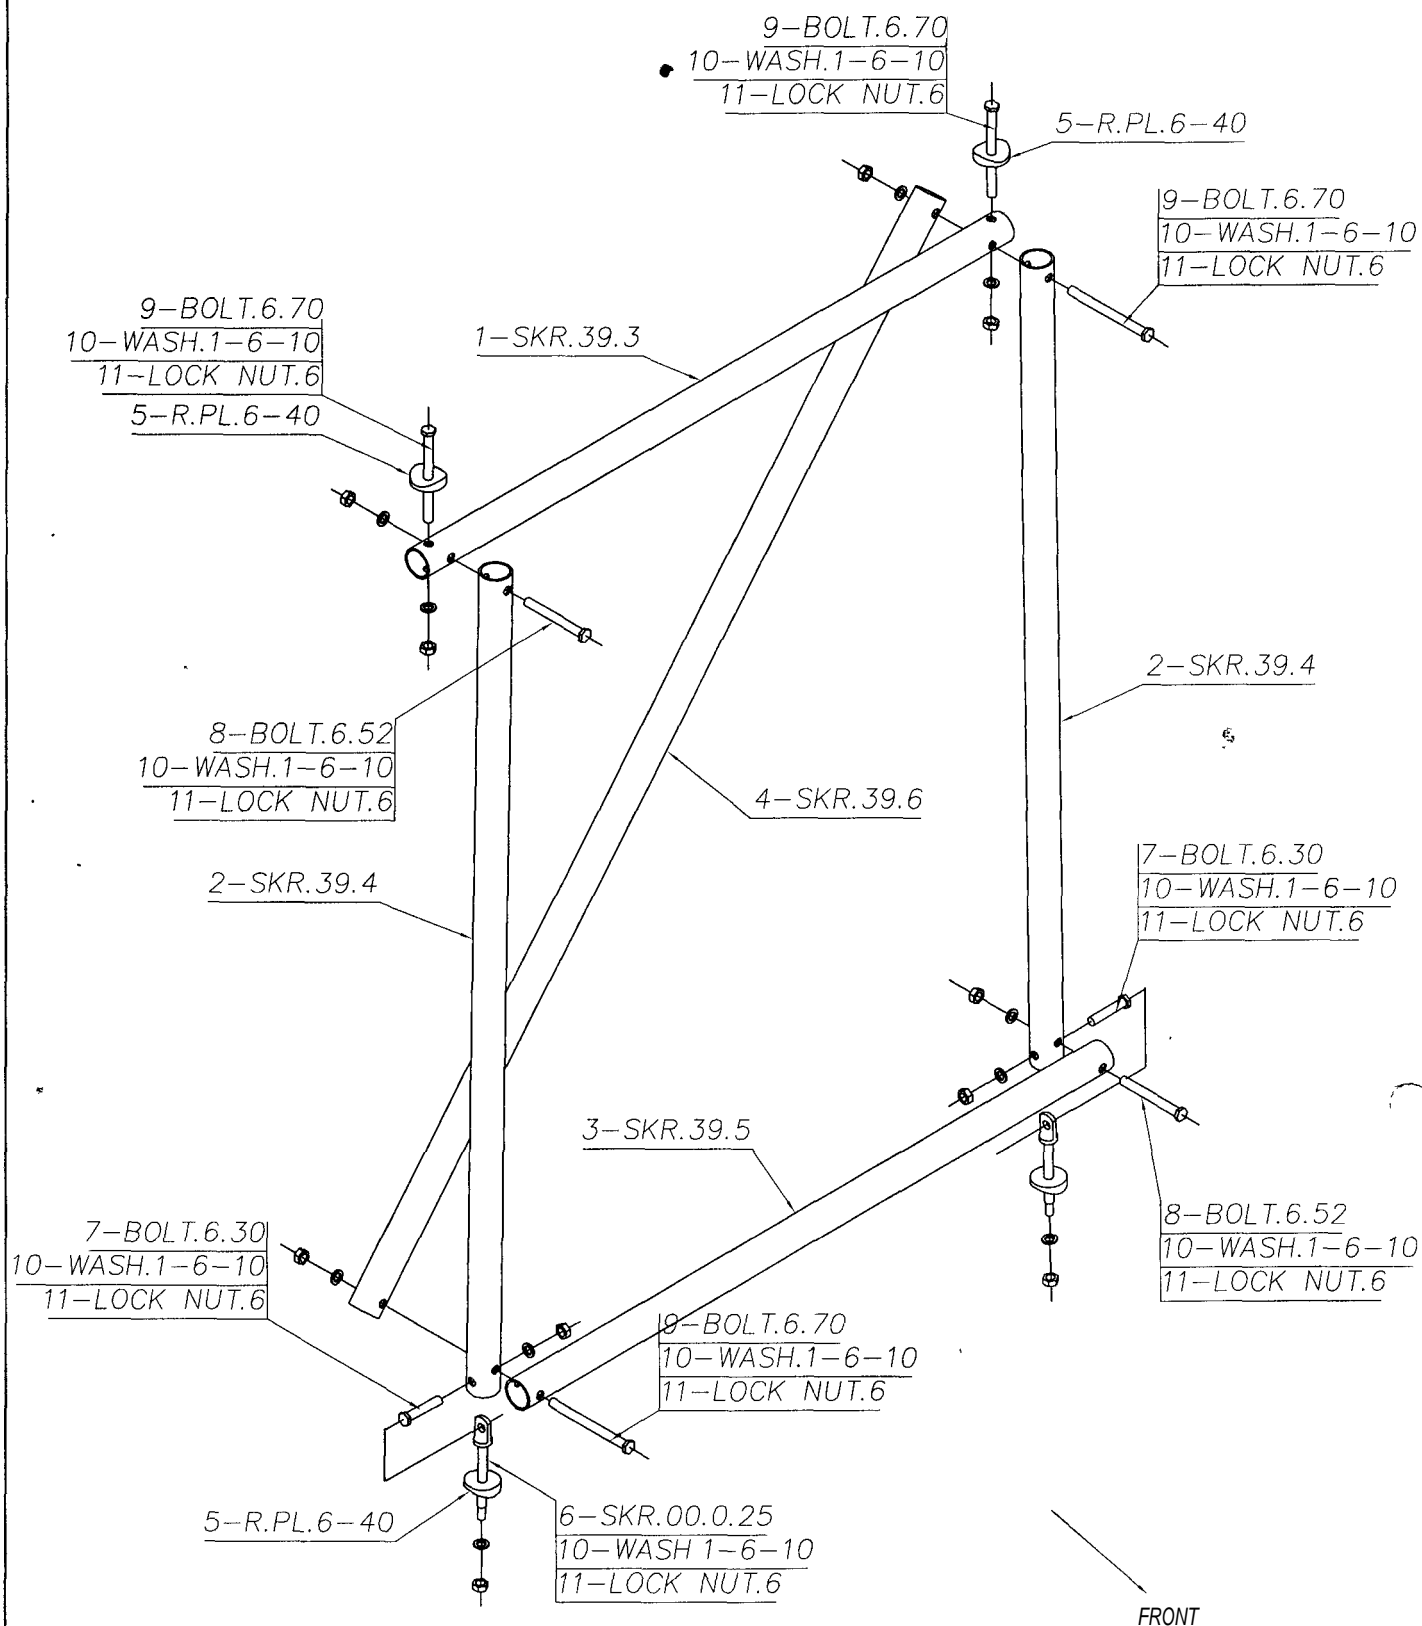 9-BOLT.6.70
10-WASH.1-6-10
11-LOCK NUT.6
5-R.PL.6-40
9-BOLT.6.70
10-WASH.1-6-10
11-LOCK NUT.6
9-BOLT.6.70
10-WASH.1-6-10
11-LOCK NUT.6
5-R.PL.6-40
1-SKR.39.3
2-SKR.39.4
8-BOLT.6.52
10-WASH.1-6-10
11-LOCK NUT.6
4-SKR.39.6
2-SKR.39.4
7-BOLT.6.30
10-WASH.1-6-10
11-LOCK NUT.6
3-SKR.39.5
8-BOLT.6.52
10-WASH.1-6-10
11-LOCK NUT.6
7-BOLT.6.30
10-WASH.1-6-10
11-LOCK NUT.6
9-BOLT.6.70
10-WASH.1-6-10
11-LOCK NUT.6
5-R.PL.6-40
6-SKR.00.0.25
10-WASH 1-6-10
11-LOCK NUT.6
FRONT